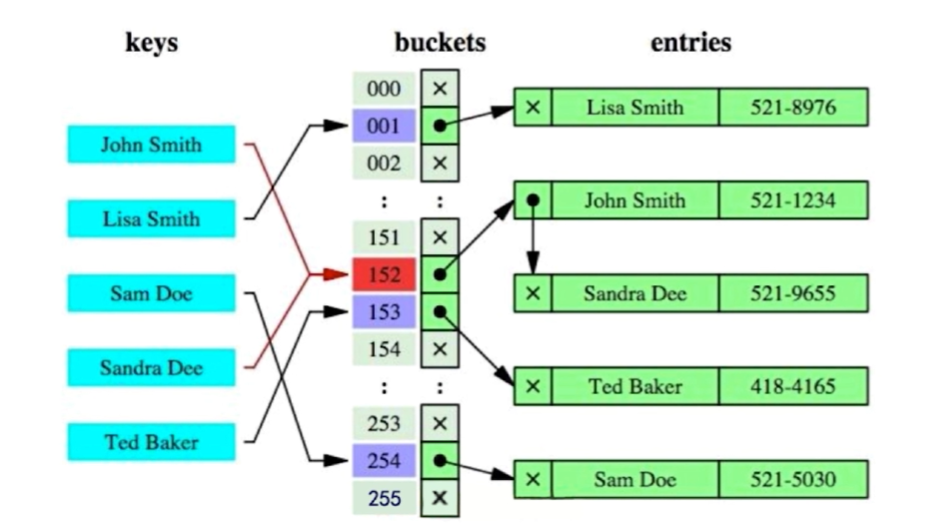 keys
buckets
entries
John Smith
Lisa Smith
Sam Doe
Sandra Dee
Ted Baker
000 ×
001
002 ×
: :
151 ×
152
153
154 ×
: :
253 ×
254
255 ×
× Lisa Smith 521-8976
John Smith 521-1234
× Sandra Dee 521-9655
× Ted Baker 418-4165
× Sam Doe 521-5030